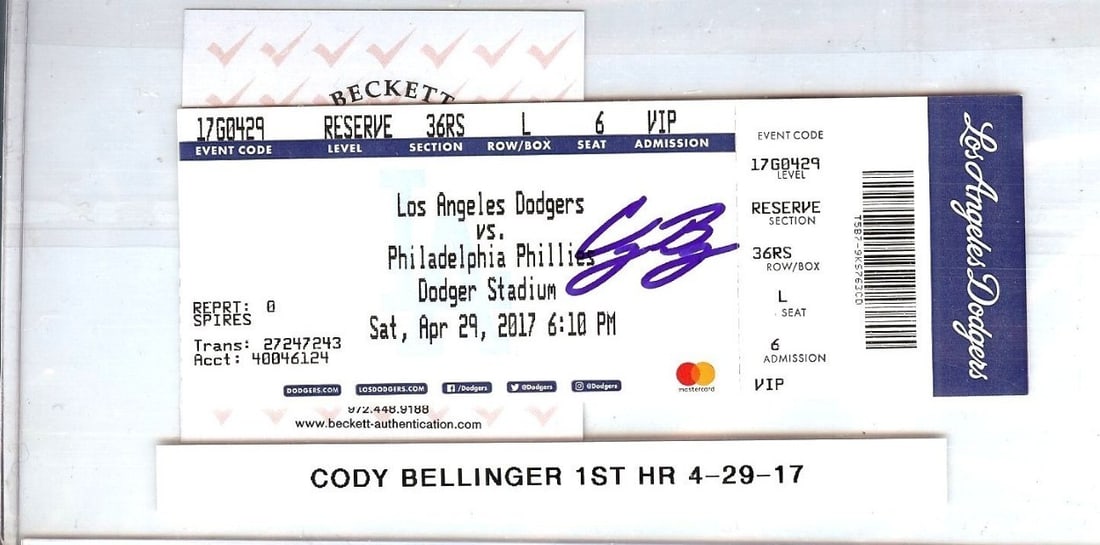 BECKETT
17G0429 RESERVE 36RS L 6 VIP
EVENT CODE LEVEL SECTION ROW/BOX SEAT ADMISSION
Los Angeles Dodgers
vs.
Philadelphia Phillies
Dodger Stadium
Sat, Apr 29, 2017 6:10 PM
REPRT: 0
SPIRES
Trans: 27247243
Acct: 40046124
DODGERS.COM LOSDODGERS.COM /Dodgers @Dodgers @Dodgers
mastercard
EVENT CODE
17G0429
LEVEL
RESERVE
SECTION
36RS
ROW/BOX
L
SEAT
6
ADMISSION
VIP
Los Angeles Dodgers
972.448.9188
www.beckett-authentication.com
CODY BELLINGER 1ST HR 4-29-17